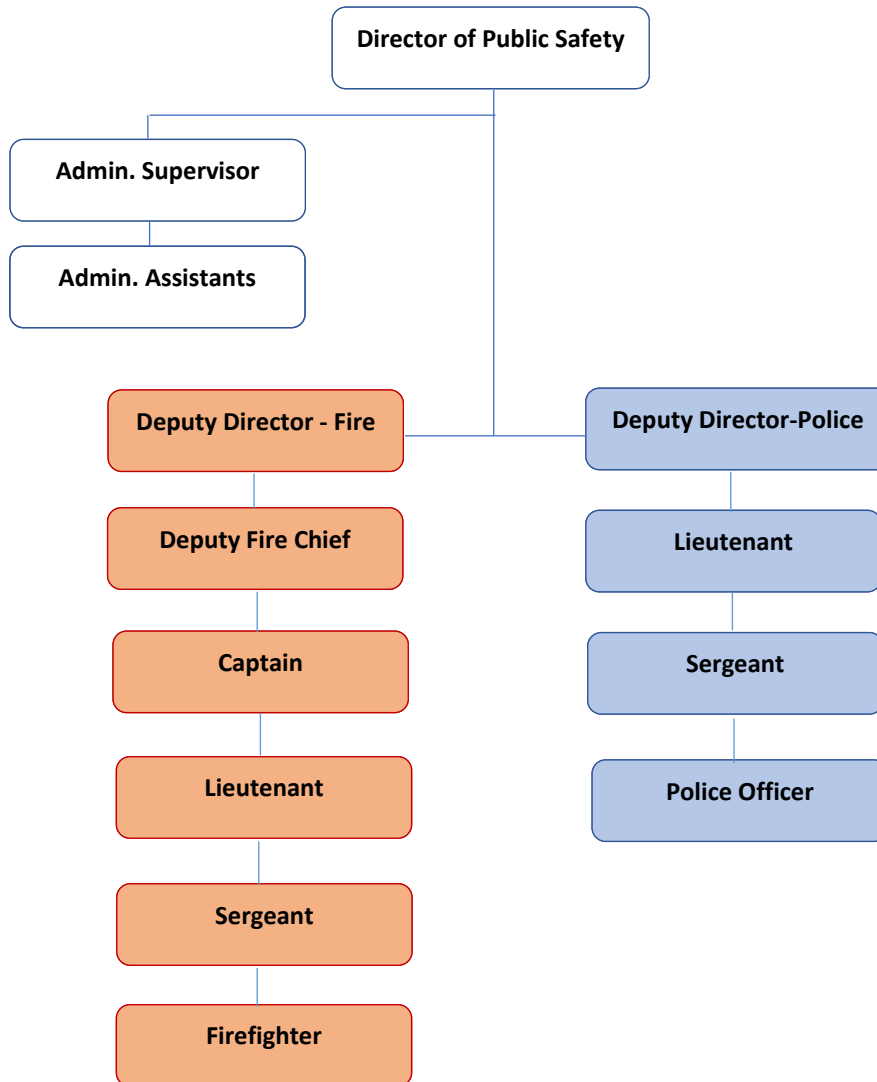 Director of Public Safety
Admin. Supervisor
Admin. Assistants
Deputy Director - Fire
Deputy Fire Chief
Captain
Lieutenant
Sergeant
Firefighter
Deputy Director-Police
Lieutenant
Sergeant
Police Officer